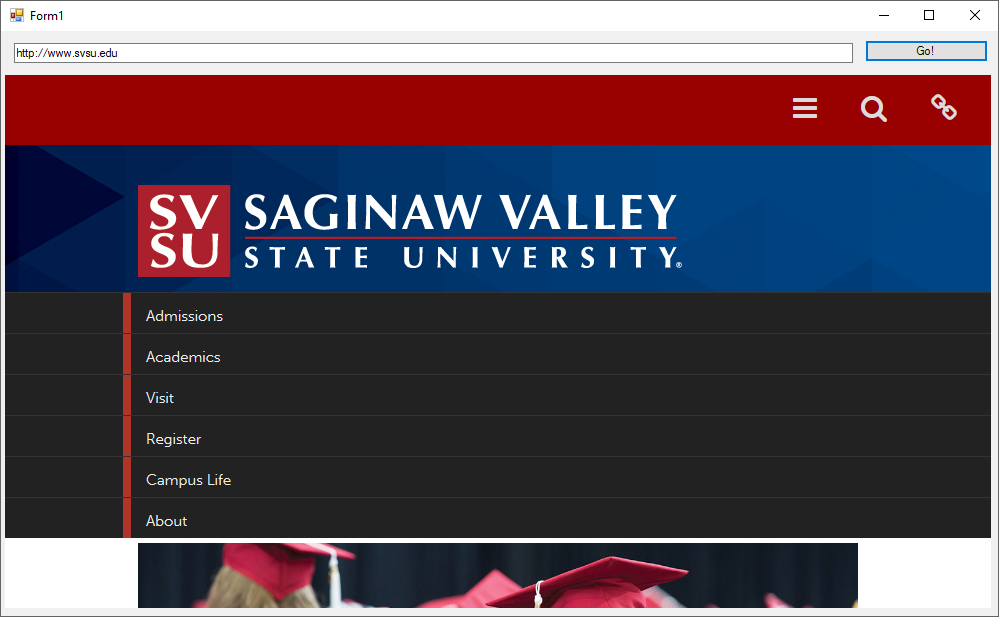 Form1
http://www.svsu.edu
Go!
SV
SU
SAGINAW VALLEY
STATE UNIVERSITY.®
Admissions
Academics
Visit
Register
Campus Life
About